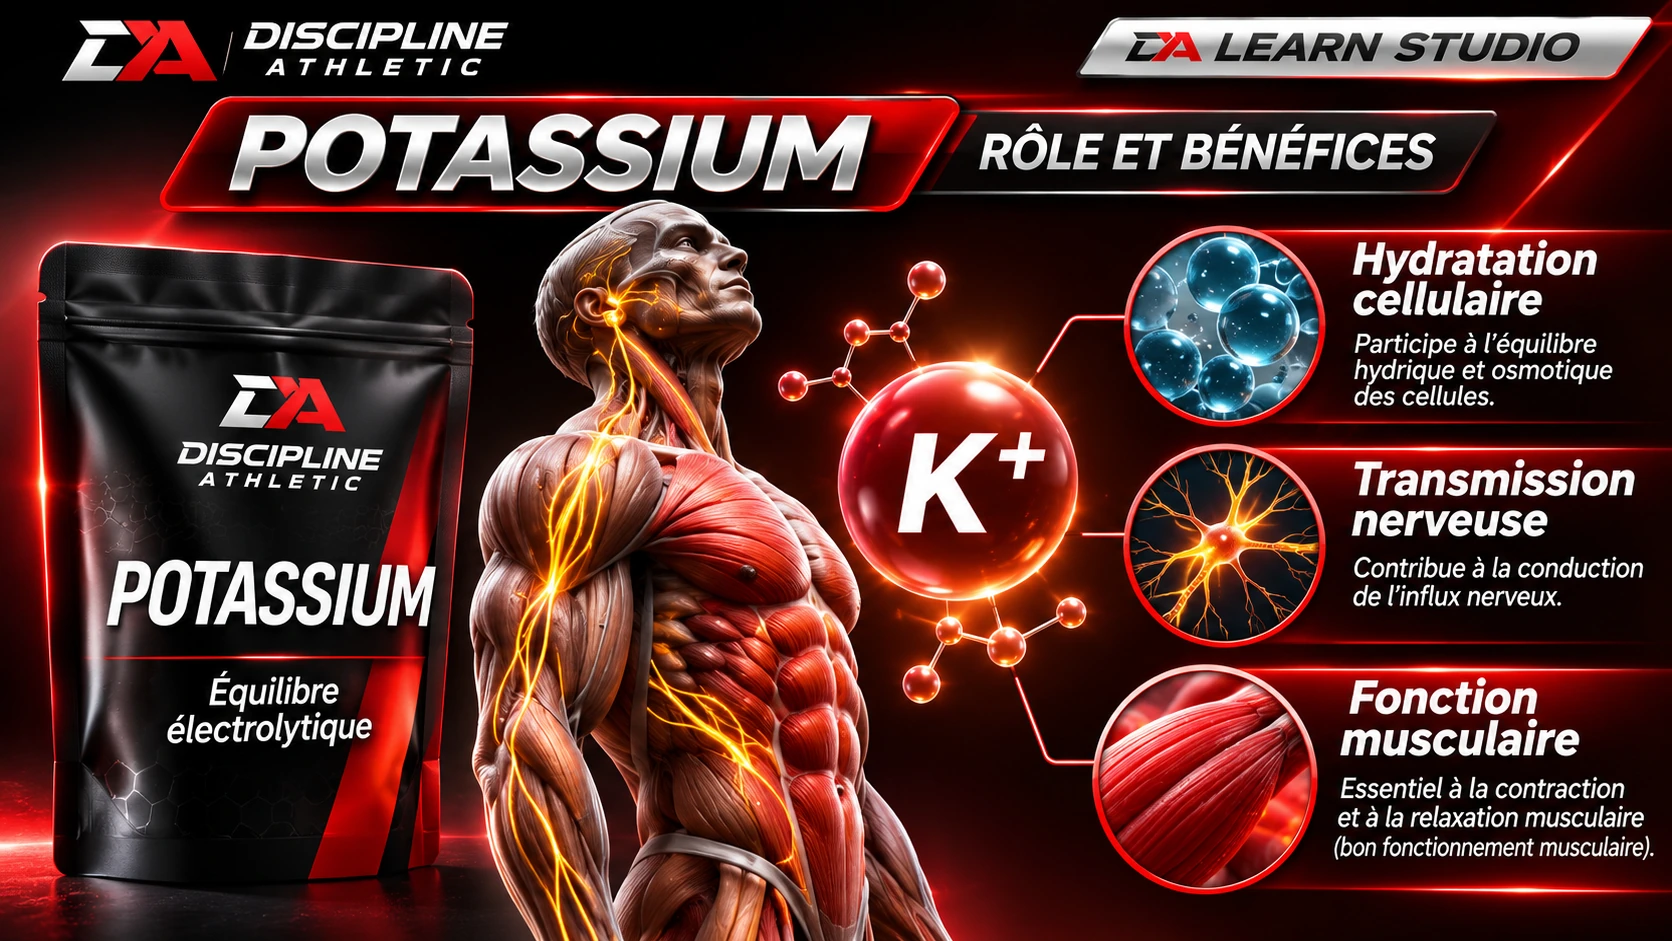 DA DISCIPLINE
ATHLETIC
DA LEARN STUDIO
POTASSIUM
RÔLE ET BÉNÉFICES
DA
DISCIPLINE
ATHLETIC
POTASSIUM
Équilibre
électrolytique
K+
Hydratation
cellulaire
Participe à l'équilibre
hydrique et osmotique
des cellules.
Transmission
nerveuse
Contribue à la conduction
de l'influx nerveux.
Fonction
musculaire
Essentiel à la contraction
et à la relaxation musculaire
(bon fonctionnement musculaire).